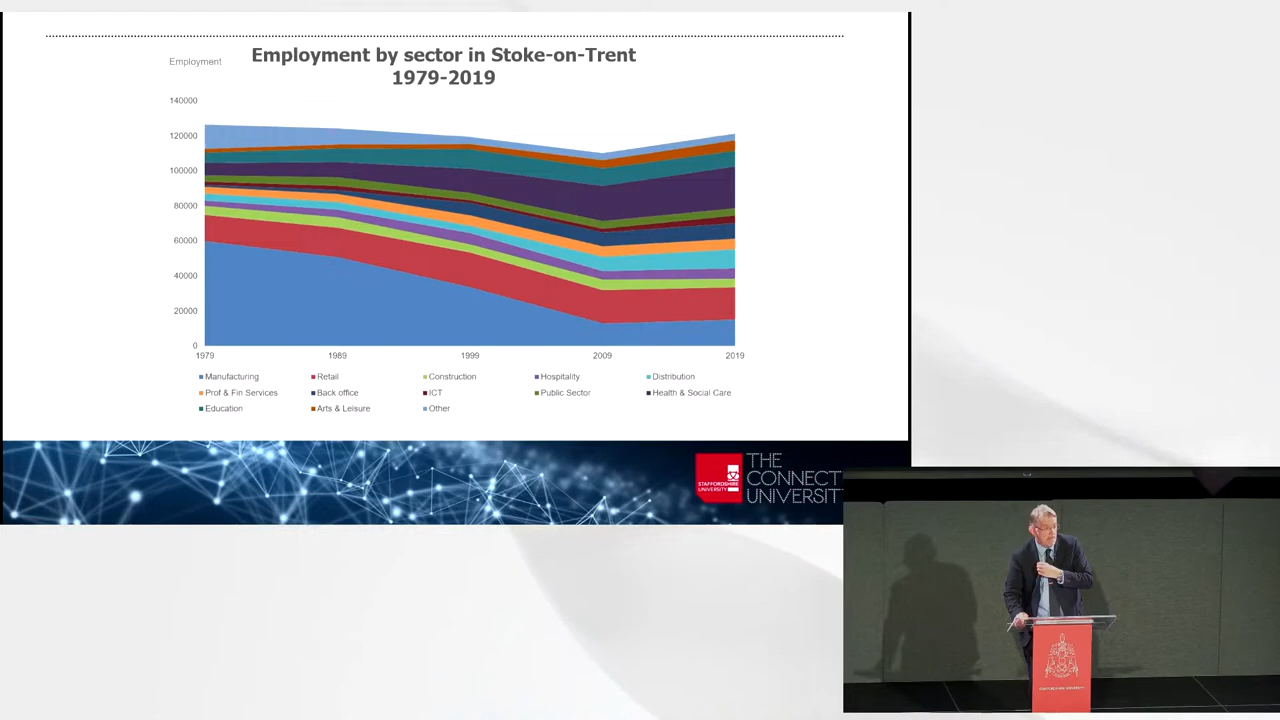 Employment
Employment by sector in Stoke-on-Trent
1979-2019
140000
120000
100000
80000
60000
40000
20000
0
1979 1989 1999 2009 2019
Manufacturing Retail Construction Hospitality Distribution
Prof & Fin Services Back office ICT Public Sector Health & Social Care
Education Arts & Leisure Other
STAFFORDSHIRE
UNIVERSITY
THE
CONNECT
UNIVERSIT
STAFFORDSHIRE UNIVERSITY